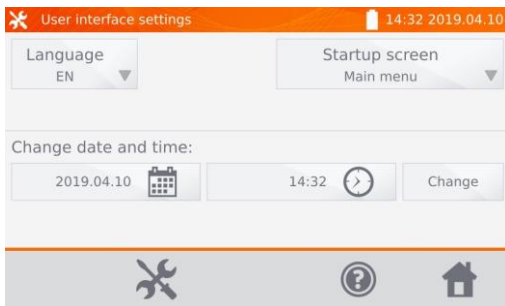 User interface settings
14:32 2019.04.10
Language
EN
Startup screen
Main menu
Change date and time:
2019.04.10
14:32
Change
?